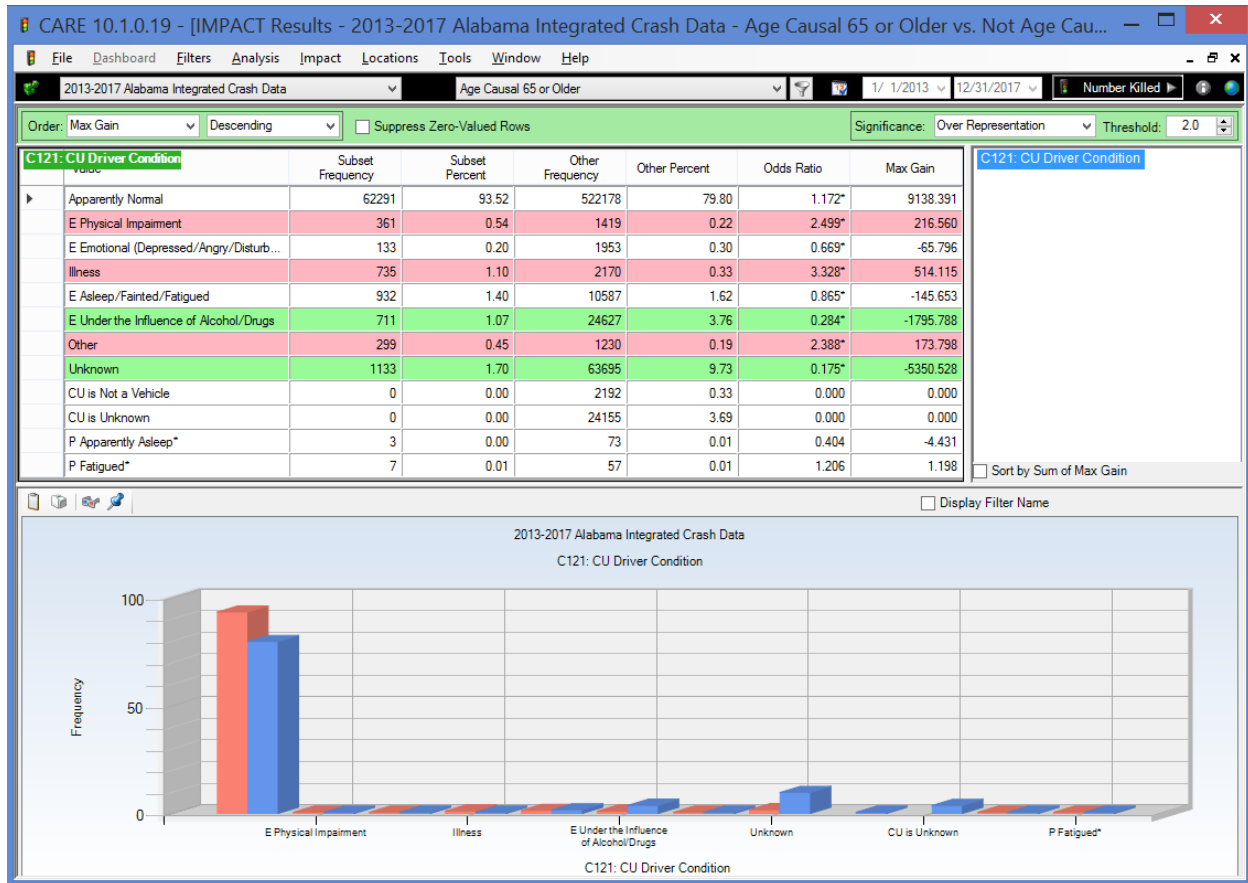 CARE 10.1.0.19 - [IMPACT Results - 2013-2017 Alabama Integrated Crash Data - Age Causal 65 or Older vs. Not Age Cau...
File Dashboard Filters Analysis Impact Locations Tools Window Help
2013-2017 Alabama Integrated Crash Data Age Causal 65 or Older 1/ 1/2013 12/31/2017 Number Killed
Order: Max Gain Descending Suppress Zero-Valued Rows Significance: Over Representation Threshold: 2.0
C121: CU Driver Condition Subset Frequency Subset Percent Other Frequency Other Percent Odds Ratio Max Gain C121: CU Driver Condition
Apparently Normal 62291 93.52 522178 79.80 1.172* 9138.391
E Physical Impairment 361 0.54 1419 0.22 2.499* 216.560
E Emotional (Depressed/Angry/Disturb... 133 0.20 1953 0.30 0.669* -65.796
Illness 735 1.10 2170 0.33 3.328* 514.115
E Asleep/Fainted/Fatigued 932 1.40 10587 1.62 0.865* -145.653
E Under the Influence of Alcohol/Drugs 711 1.07 24627 3.76 0.284* -1795.788
Other 299 0.45 1230 0.19 2.388* 173.798
Unknown 1133 1.70 63695 9.73 0.175* -5350.528
CU is Not a Vehicle 0 0.00 2192 0.33 0.000 0.000
CU is Unknown 0 0.00 24155 3.69 0.000 0.000
P Apparently Asleep* 3 0.00 73 0.01 0.404 -4.431
P Fatigued* 7 0.01 57 0.01 1.206 1.198 Sort by Sum of Max Gain
Display Filter Name
2013-2017 Alabama Integrated Crash Data
C121: CU Driver Condition
100
50
0
Frequency
E Physical Impairment Illness E Under the Influence Unknown CU is Unknown P Fatigued*
of Alcohol/Drugs
C121: CU Driver Condition